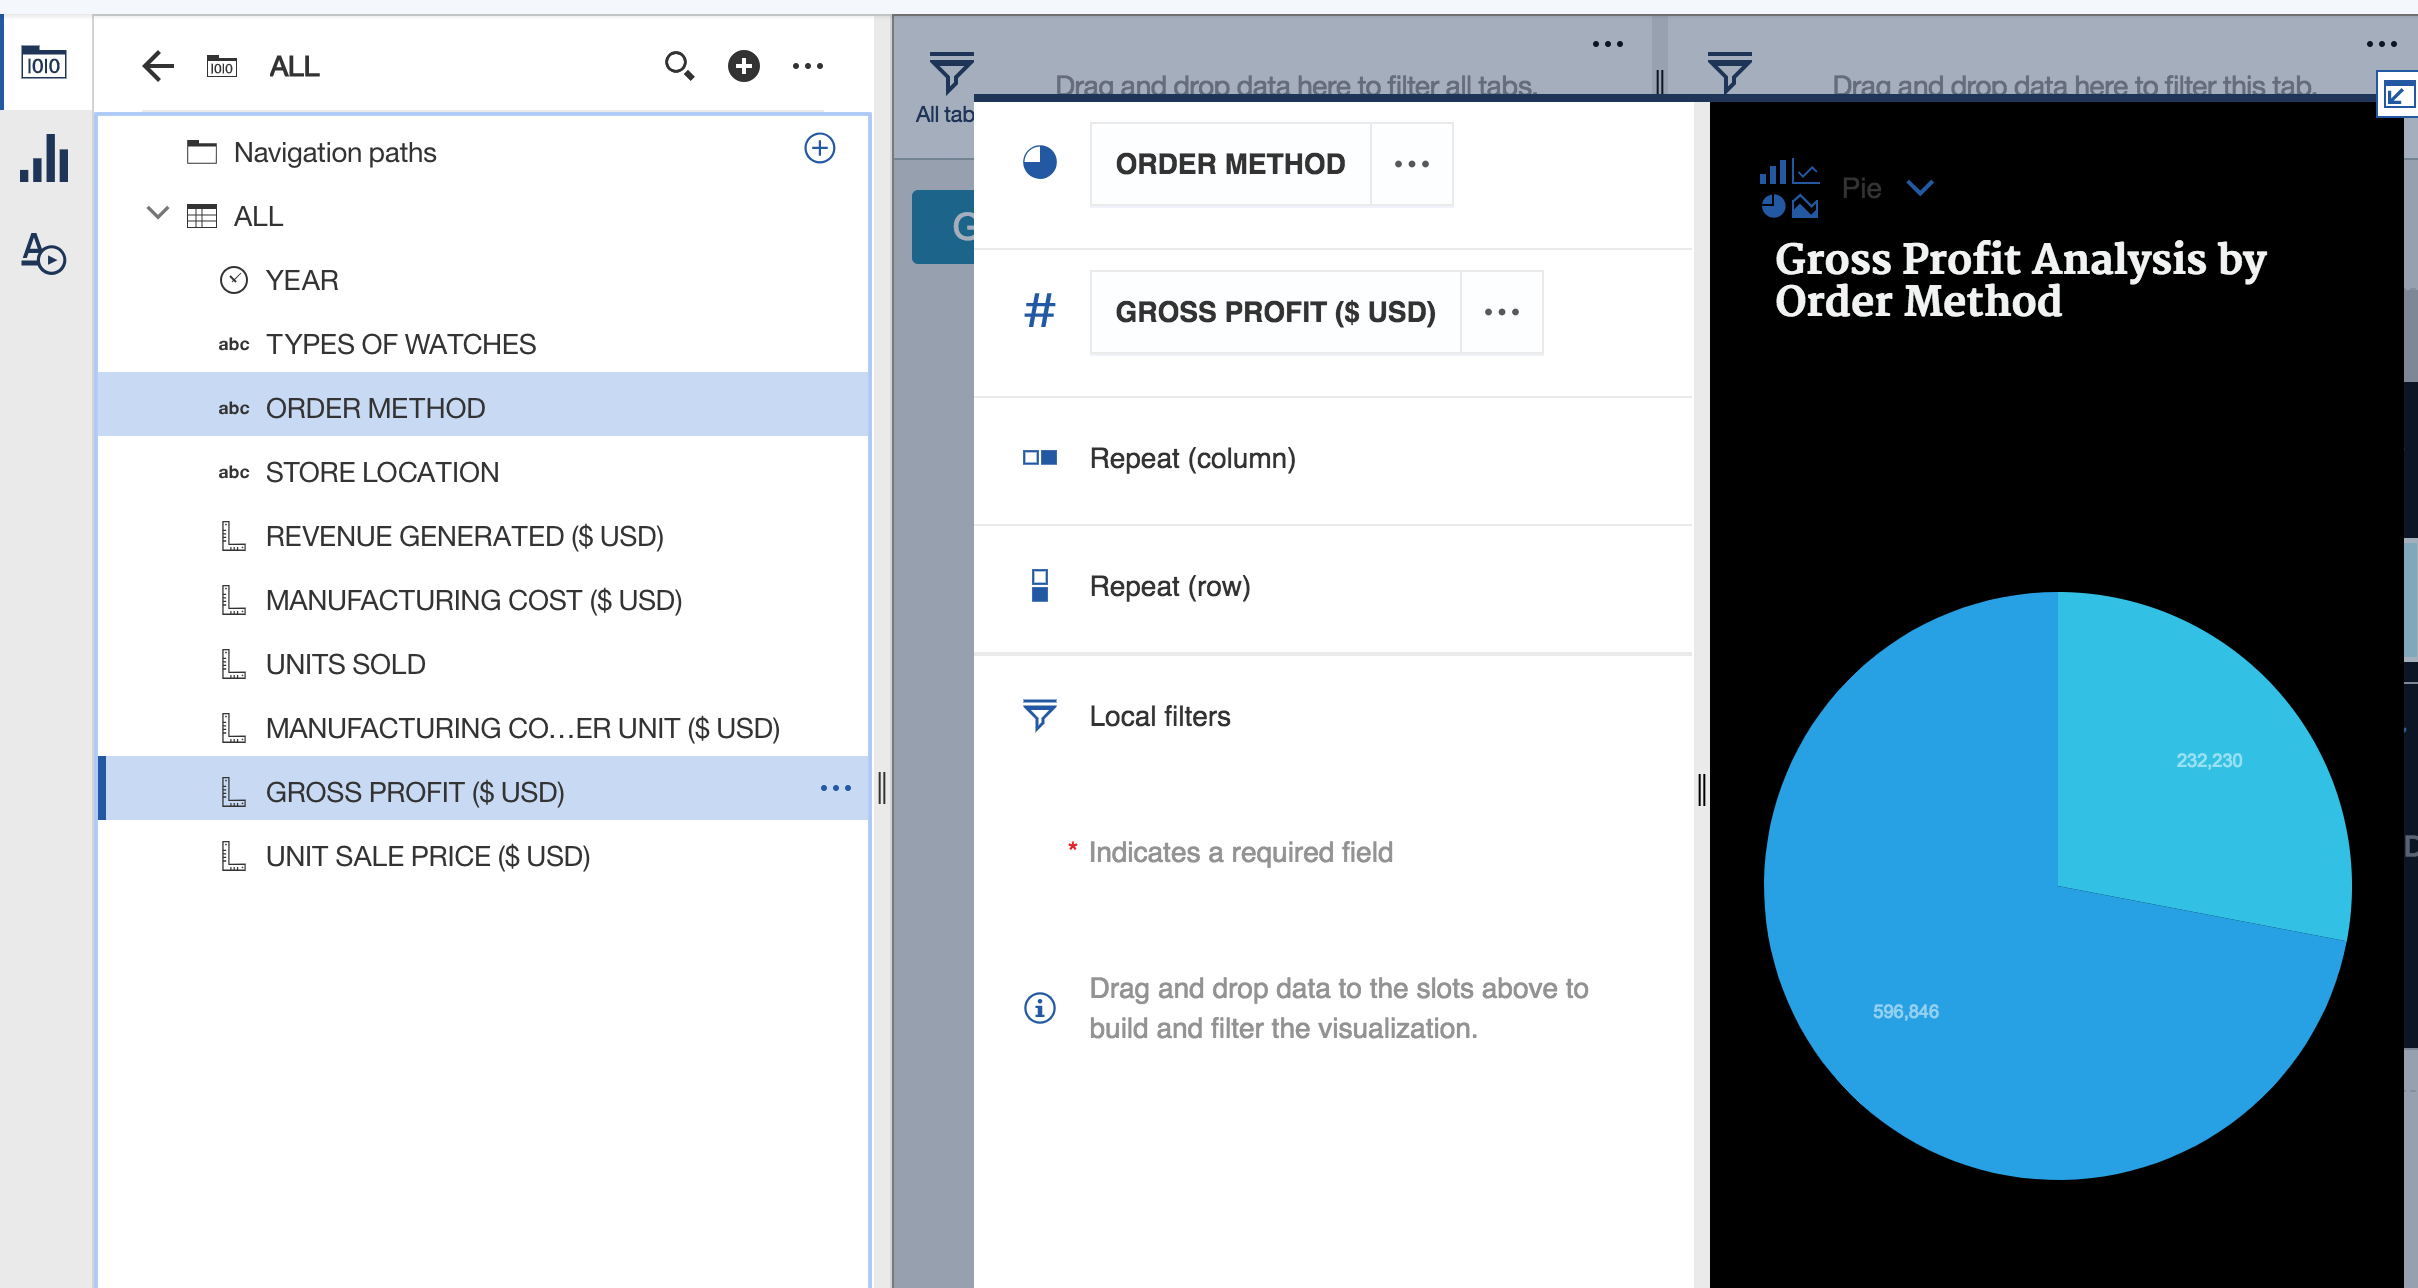 ALL
Navigation paths
ALL
YEAR
abc TYPES OF WATCHES
abc ORDER METHOD
abc STORE LOCATION
REVENUE GENERATED ($ USD)
MANUFACTURING COST ($ USD)
UNITS SOLD
MANUFACTURING CO...ER UNIT ($ USD)
GROSS PROFIT ($ USD)
UNIT SALE PRICE ($ USD)
Drag and drop data here to filter all tabs.
All tab
Drag and drop data here to filter this tab.
G
ORDER METHOD
# GROSS PROFIT ($ USD)
Repeat (column)
Repeat (row)
Local filters
* Indicates a required field
Drag and drop data to the slots above to
build and filter the visualization.
Pie
Gross Profit Analysis by
Order Method
232,230
596,846